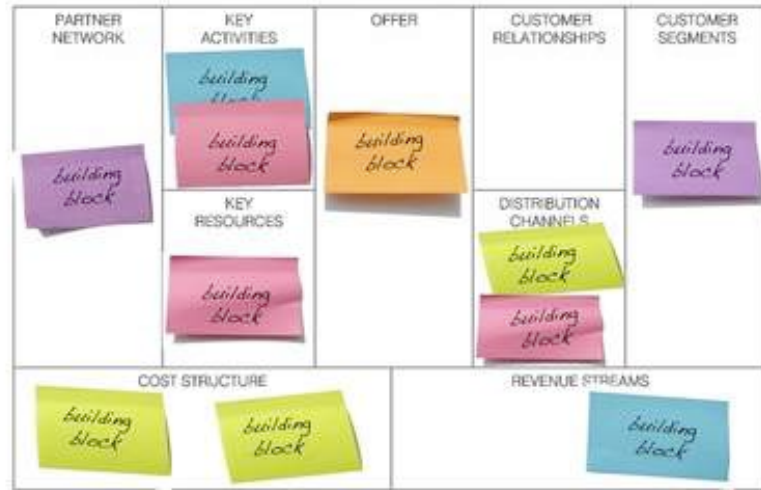 PARTNER
NETWORK
building
block
KEY
ACTIVITIES
building
block
building
block
KEY
RESOURCES
building
block
OFFER
building
block
CUSTOMER
RELATIONSHIPS
DISTRIBUTION
CHANNELS
building
block
building
block
CUSTOMER
SEGMENTS
building
block
COST STRUCTURE
building
block
building
block
REVENUE STREAMS
building
block